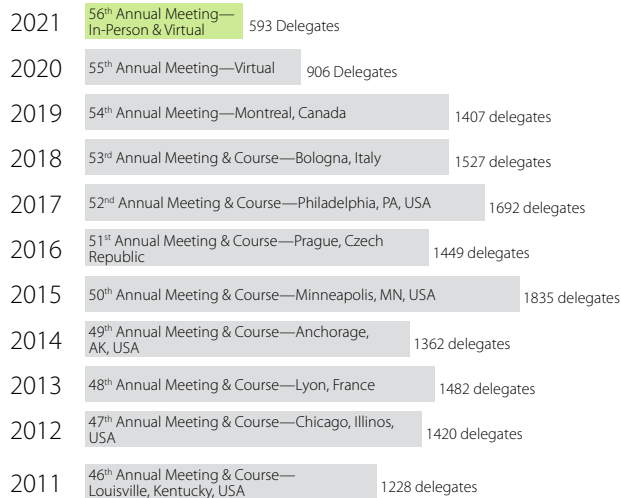 2021
56th Annual Meeting—
In-Person & Virtual
593 Delegates
2020
55th Annual Meeting—Virtual
906 Delegates
2019
54th Annual Meeting—Montreal, Canada
1407 delegates
2018
53rd Annual Meeting & Course—Bologna, Italy
1527 delegates
2017
52nd Annual Meeting & Course—Philadelphia, PA, USA
1692 delegates
2016
51st Annual Meeting & Course—Prague, Czech
Republic
1449 delegates
2015
50th Annual Meeting & Course—Minneapolis, MN, USA
1835 delegates
2014
49th Annual Meeting & Course—Anchorage,
AK, USA
1362 delegates
2013
48th Annual Meeting & Course—Lyon, France
1482 delegates
2012
47th Annual Meeting & Course—Chicago, Illinos,
USA
1420 delegates
2011
46th Annual Meeting & Course—
Louisville, Kentucky, USA
1228 delegates